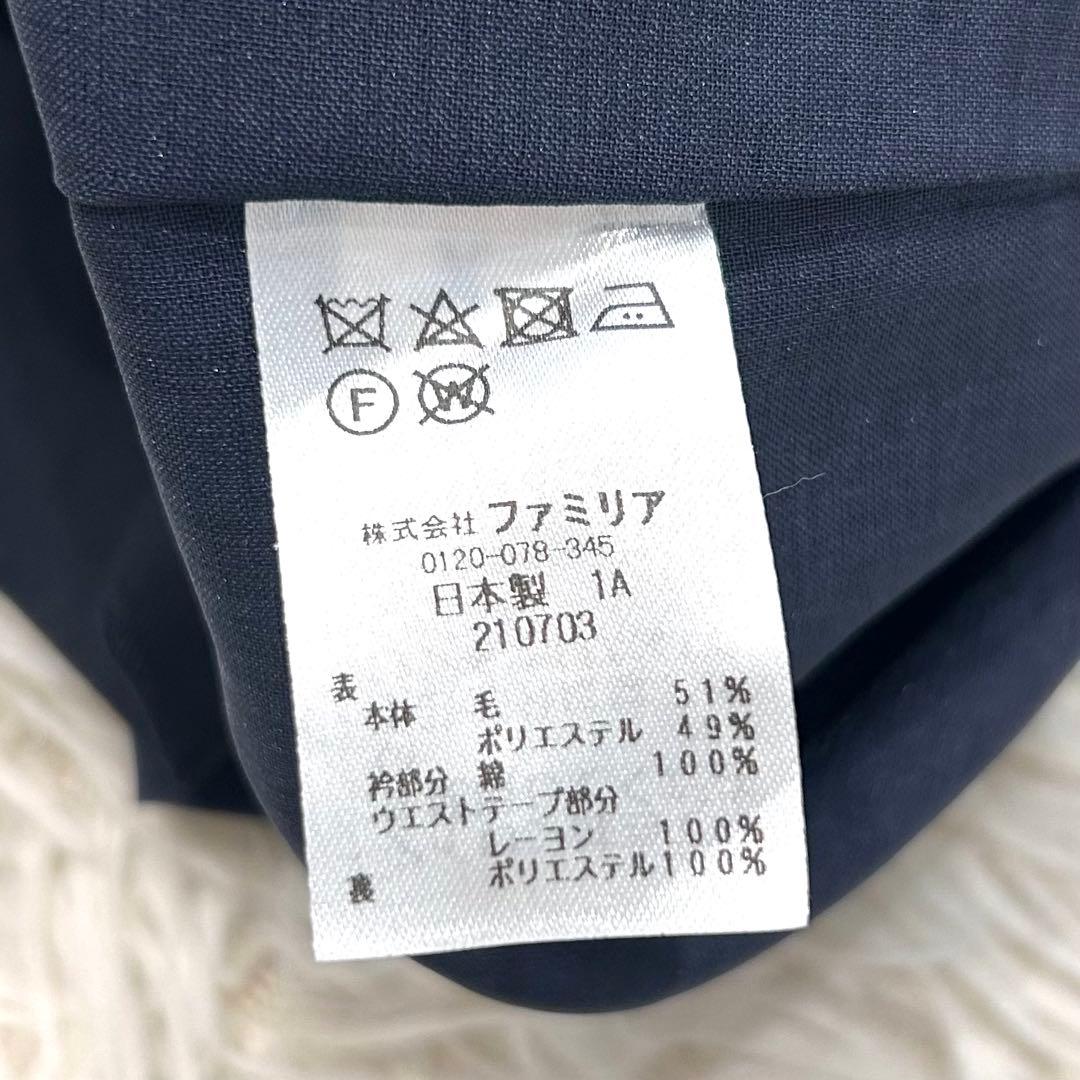 F W
株式会社 ファミリア
0120-078-345
日本製 1A
210703
表
本体 毛 51%
ポリエステル 49%
衿部分 綿 100%
ウエストテープ部分
レーヨン 100%
裏 ポリエステル100%